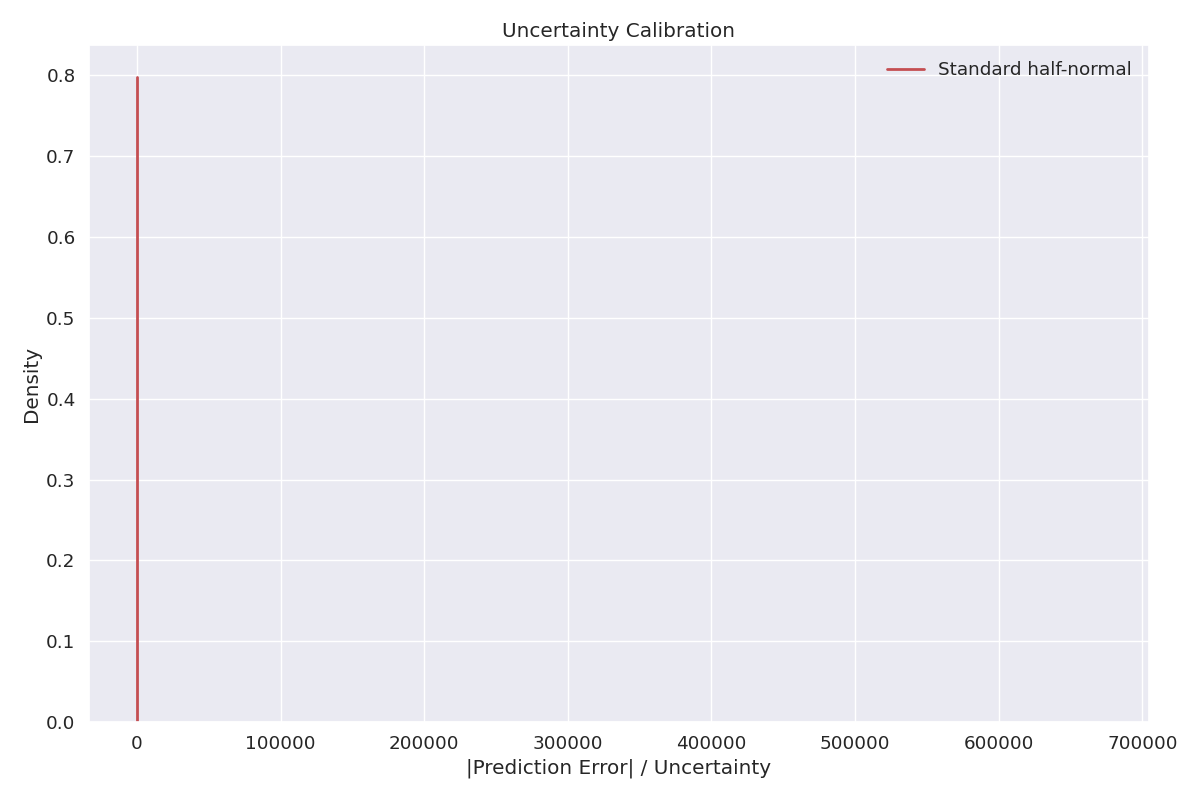 Uncertainty Calibration
Standard half-normal
Density
0.8
0.7
0.6
0.5
0.4
0.3
0.2
0.1
0.0
0 100000 200000 300000 400000 500000 600000 700000
|Prediction Error| / Uncertainty